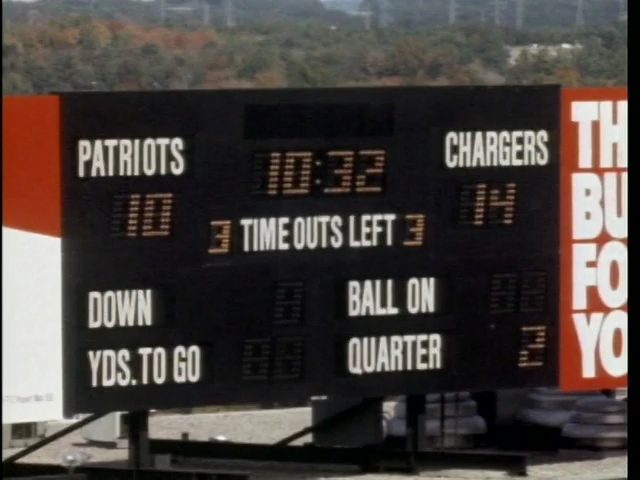 PATRIOTS
CHARGERS
10:32
10
14
3 TIME OUTS LEFT 3
DOWN
BALL ON
YDS. TO GO
QUARTER 2
TH
BU
FO
YO